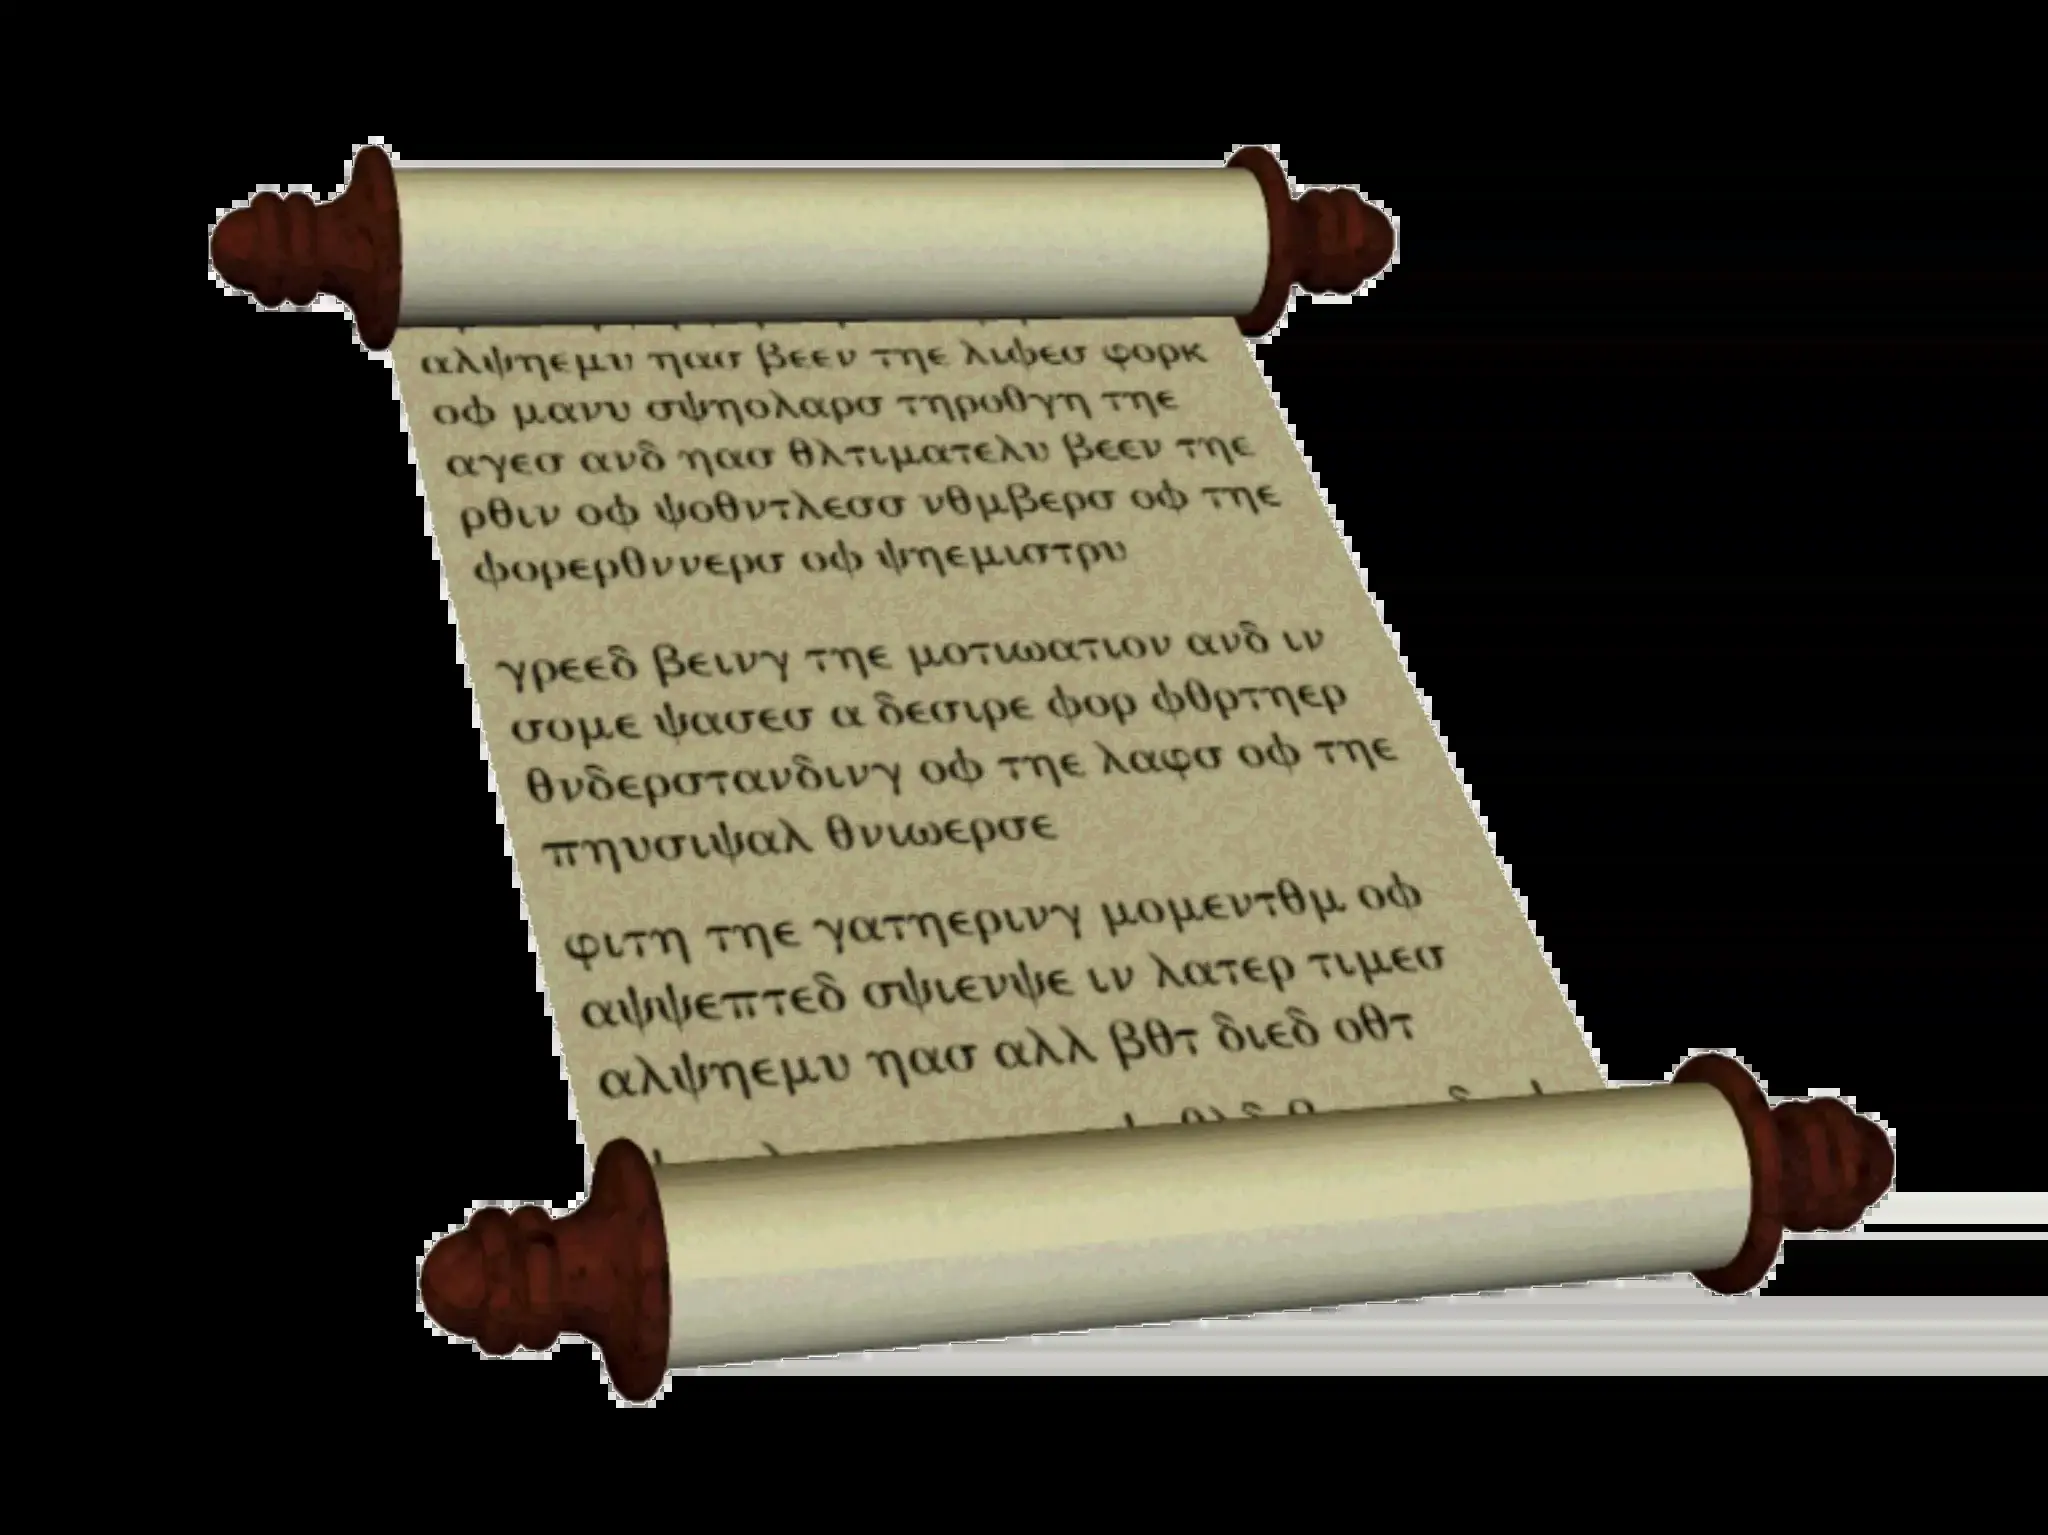 αλψηεμυ ηασ βεεν τηε λιφεσ φορκ
οφ μανυ σψηολαρσ τηροθγη τηε
αγεσ ανδ ηασ θλτιματελυ βεεν τηε
ρθιν οφ ψοθντλεσσ νθμβερσ οφ τηε
φορερθννερσ οφ ψηεμιστρυ
γρεεδ βεινγ τηε μοτιωατιον ανδ ιν
σομε ψασεσ α δεσιρε φορ φθρτηερ
θνδερστανδινγ οφ τηε λαφσ οφ τηε
πηυσιψαλ θνιωερσε
φιτη τηε γατηερινγ μομεντθμ οφ
αψψεπτεδ σψιενψε ιν λατερ τιμεσ
αλψηεμυ ηασ αλλ βθτ διεδ οθτ